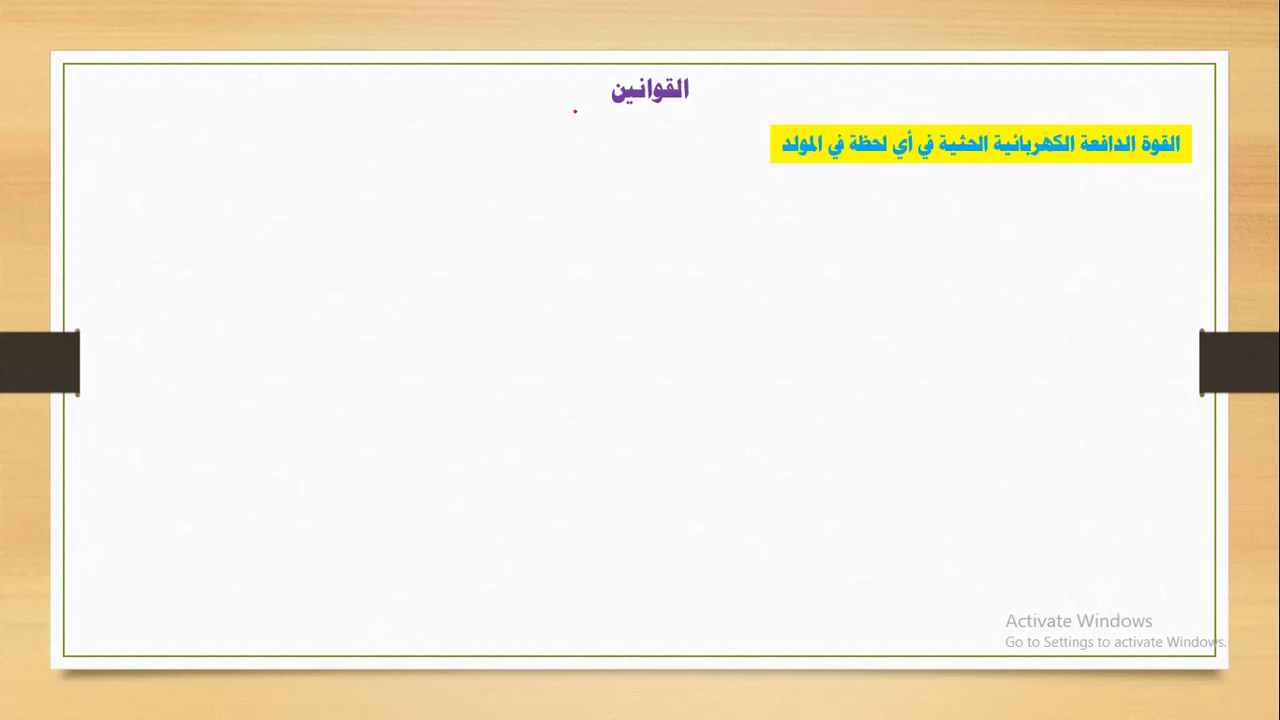 القوانين
القوة الدافعة الكهربائية الحثية في أي لحظة في المولد
Activate Windows
Go to Settings to activate Windows.